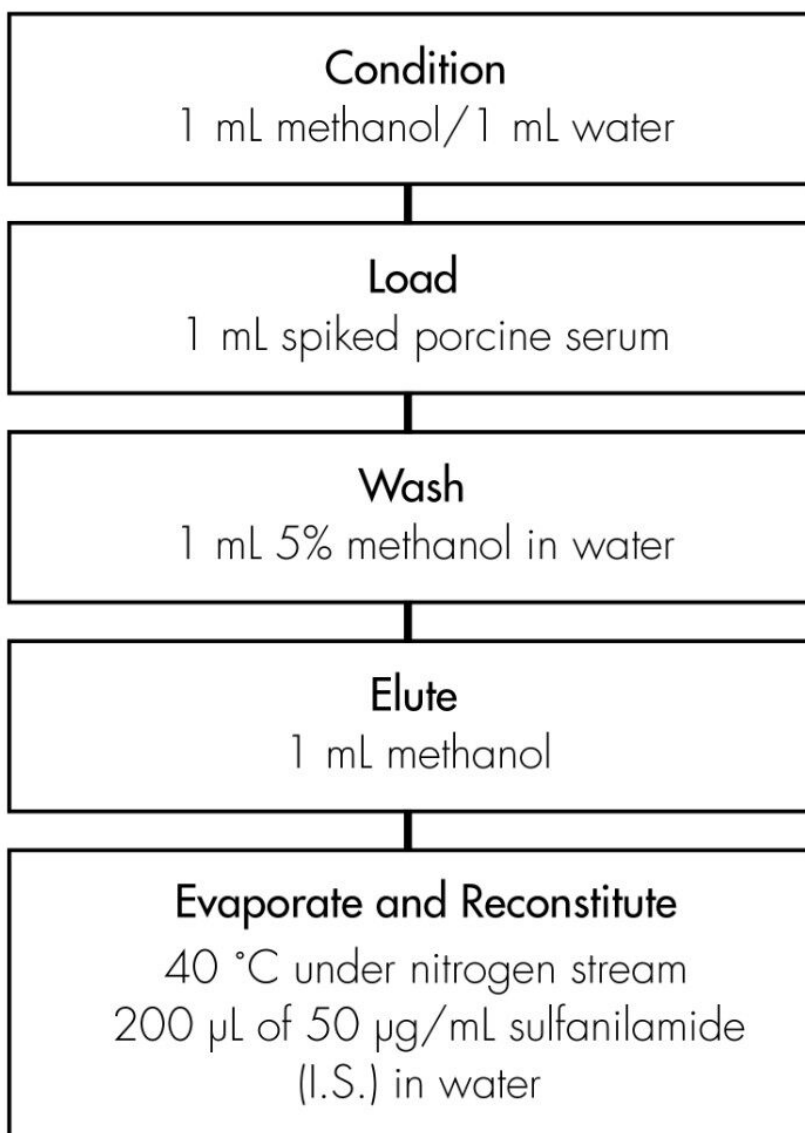 Condition
1 mL methanol/1 mL water
Load
1 mL spiked porcine serum
Wash
1 mL 5% methanol in water
Elute
1 mL methanol
Evaporate and Reconstitute
40 °C under nitrogen stream
200 µL of 50 µg/mL sulfanilamide
(I.S.) in water